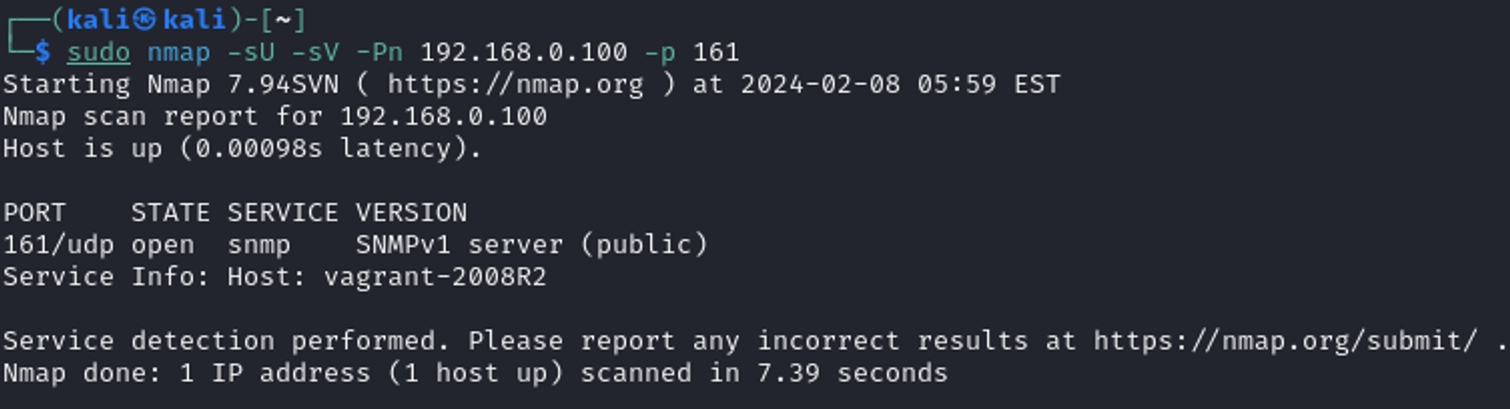 ┌──(kali㉿kali)-[~]
└─$ sudo nmap -sU -sV -Pn 192.168.0.100 -p 161
Starting Nmap 7.94SVN ( https://nmap.org ) at 2024-02-08 05:59 EST
Nmap scan report for 192.168.0.100
Host is up (0.00098s latency).

PORT    STATE SERVICE VERSION
161/udp open  snmp    SNMPv1 server (public)
Service Info: Host: vagrant-2008R2

Service detection performed. Please report any incorrect results at https://nmap.org/submit/ .
Nmap done: 1 IP address (1 host up) scanned in 7.39 seconds